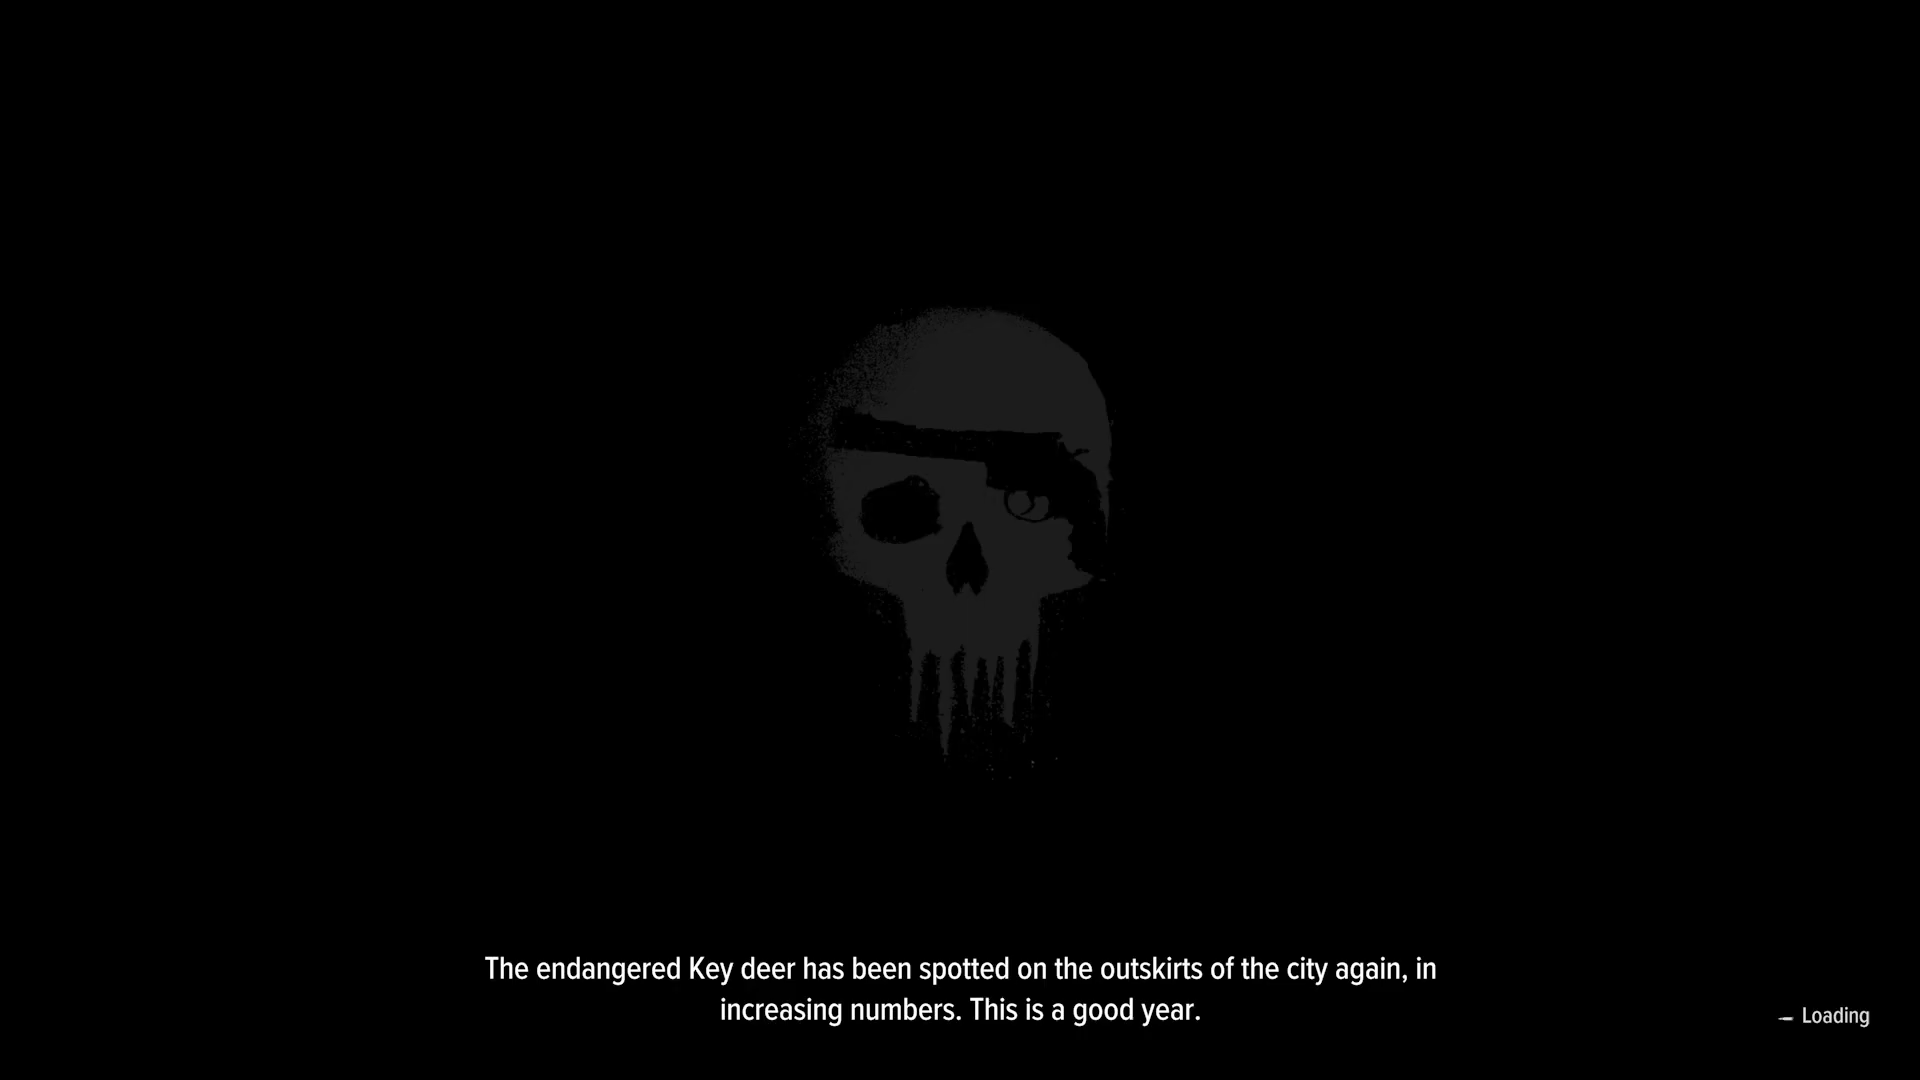 The endangered Key deer has been spotted on the outskirts of the city again, in
increasing numbers. This is a good year.
Loading